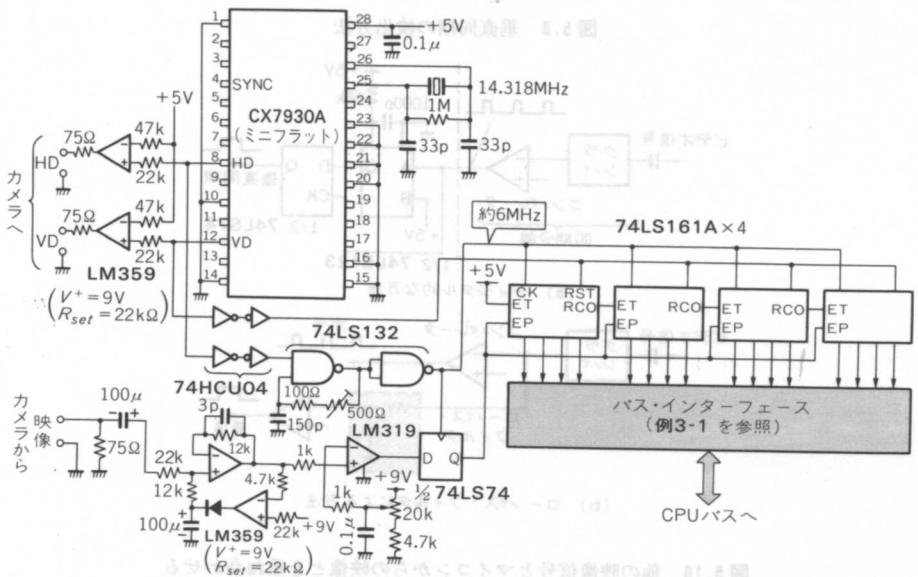 1
2
3
4
5
6
7
8
9
10
11
12
13
14
28
27
26
25
24
23
22
21
20
19
18
17
16
15
SYNC
CX7930A
(ミニフラット)
HD
VD
+5V
0.1μ
14.318MHz
1M
33p
33p
+5V
75Ω
47k
22k
HD
カメラへ
75Ω
47k
22k
VD
LM359
(V⁺=9V
Rset=22kΩ)
約6MHz
74LS161A×4
+5V
CK
RST
ET
RCO
EP
ET
RCO
EP
ET
RCO
EP
ET
EP
74LS132
74HCU04
100Ω
500Ω
150p
カメラから
映像
100μ
75Ω
3p
12k
22k
12k
4.7k
1k
LM319
D
Q
½74LS74
+9V
1k
20k
0.1μ
4.7k
100μ
22k
+9V
LM359
(V⁺=9V
Rset=22kΩ)
バス・インターフェース
(例3-1 を参照)
CPUバスへ